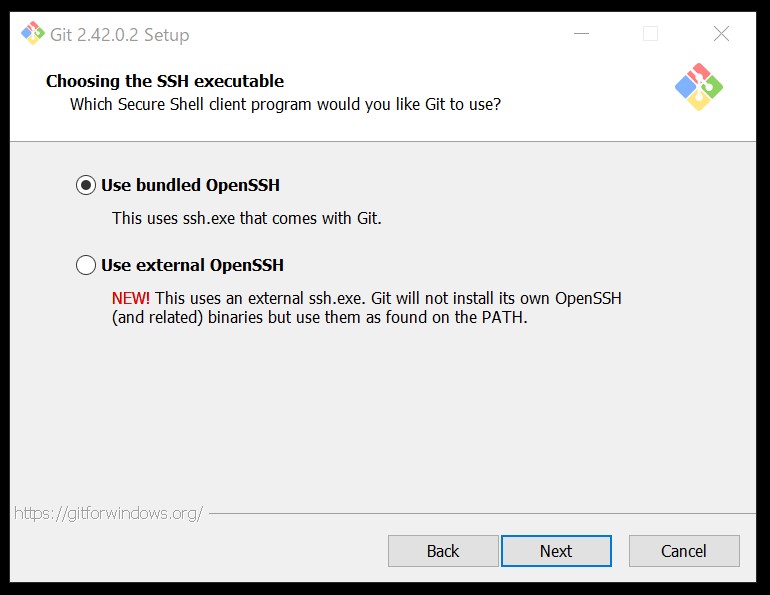 Git 2.42.0.2 Setup
Choosing the SSH executable
Which Secure Shell client program would you like Git to use?
Use bundled OpenSSH
This uses ssh.exe that comes with Git.
Use external OpenSSH
NEW! This uses an external ssh.exe. Git will not install its own OpenSSH
(and related) binaries but use them as found on the PATH.
https://gitforwindows.org/
Back Next Cancel